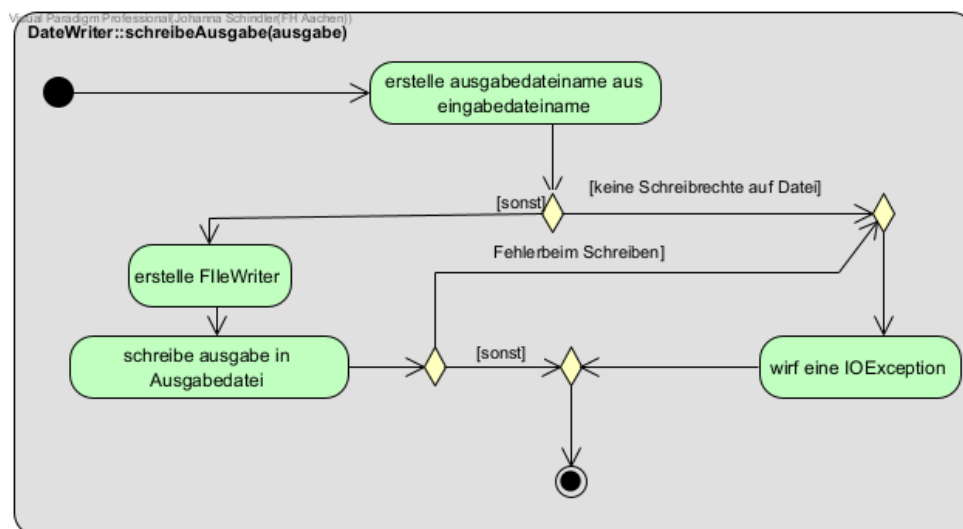 Visual Paradigm Professional(Johanna Schindler(FH Aachen))
DateWriter::schreibeAusgabe(ausgabe)
erstelle ausgabedateiname aus
eingabedateiname
[keine Schreibrechte auf Datei]
[sonst]
Fehlerbeim Schreiben]
erstelle FIleWriter
schreibe ausgabe in
Ausgabedatei
[sonst]
wirf eine IOException